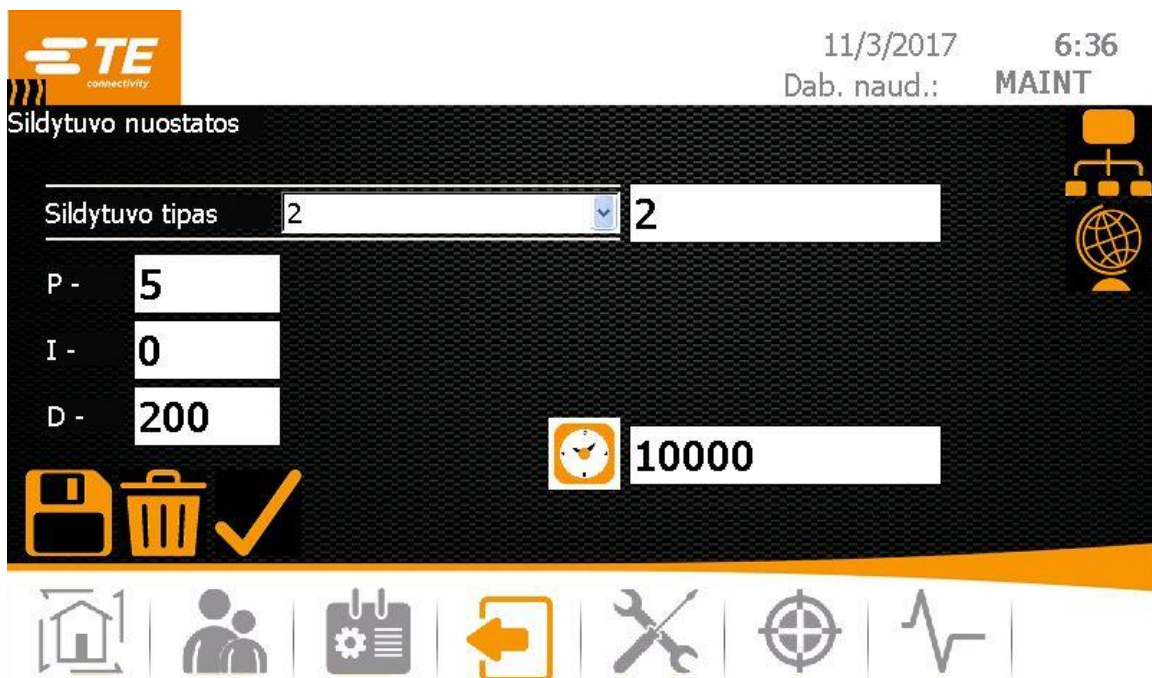 TE
connectivity
11/3/2017 6:36
Dab. naud.: MAINT
Sildytuvo nuostatos
Sildytuvo tipas 2 2
P - 5
I - 0
D - 200
10000